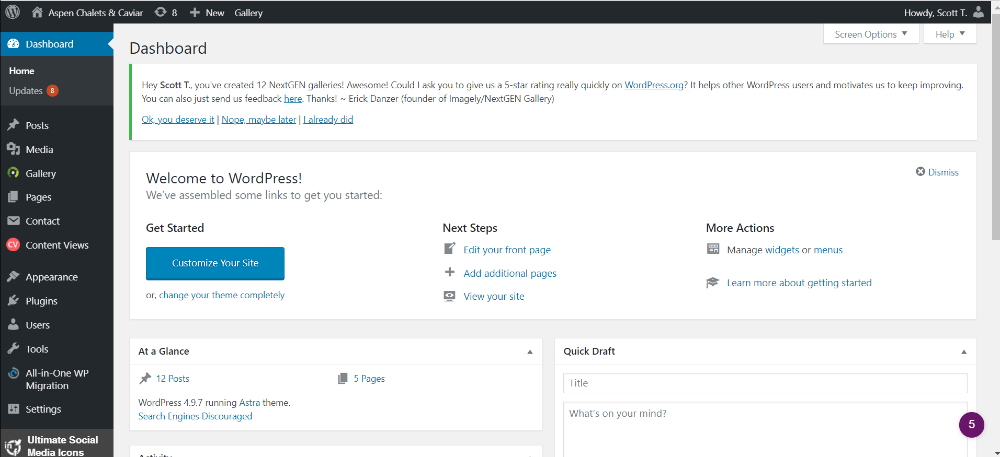 Aspen Chalets & Caviar 8 New Gallery Howdy, Scott T.
Screen Options Help
Dashboard
Home
Updates 8
Posts
Media
Gallery
Pages
Contact
CV Content Views
Appearance
Plugins
Users
Tools
All-in-One WP
Migration
Settings
Ultimate Social
Media Icons
Dashboard
Hey Scott T., you've created 12 NextGEN galleries! Awesome! Could I ask you to give us a 5-star rating really quickly on WordPress.org? It helps other WordPress users and motivates us to keep improving.
You can also just send us feedback here. Thanks! ~ Erick Danzer (founder of Imagely/NextGEN Gallery)
Ok, you deserve it | Nope, maybe later | I already did
Welcome to WordPress!
Dismiss
We've assembled some links to get you started:
Get Started
Customize Your Site
or, change your theme completely
Next Steps
Edit your front page
Add additional pages
View your site
More Actions
Manage widgets or menus
Learn more about getting started
At a Glance
12 Posts 5 Pages
WordPress 4.9.7 running Astra theme.
Search Engines Discouraged
Activity
Quick Draft
Title
What's on your mind?
5